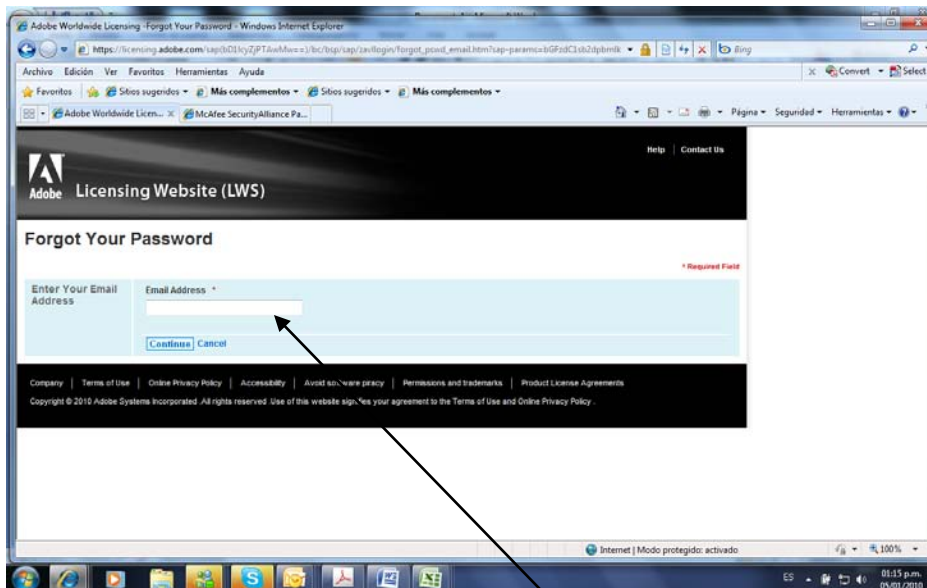 Adobe Worldwide Licensing -Forgot Your Password - Windows Internet Explorer
Bing
Archivo Edición Ver Favoritos Herramientas Ayuda
Convert Select
Favoritos Sitios sugeridos Más complementos Sitios sugeridos Más complementos
Adobe Worldwide Licen... McAfee SecurityAlliance Pa... Página Seguridad Herramientas
Help | Contact Us
Adobe Licensing Website (LWS)
Forgot Your Password
* Required Field
Enter Your Email Address
Email Address *
Continue Cancel
Company | Terms of Use | Online Privacy Policy | Accessibility | Avoid software piracy | Permissions and trademarks | Product License Agreements
Copyright © 2010 Adobe Systems Incorporated .All rights reserved .Use of this website signifies your agreement to the Terms of Use and Online Privacy Policy .
Internet | Modo protegido: activado 100%
ES 01:15 p.m.
05/01/2010